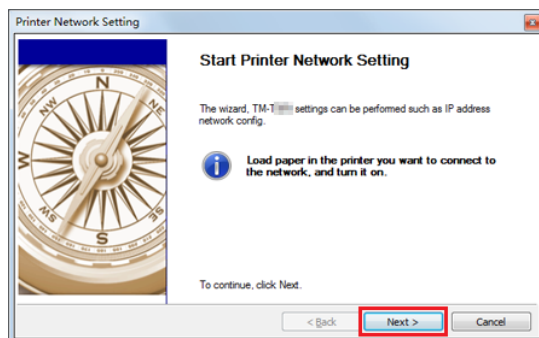 Printer Network Setting
Start Printer Network Setting
The wizard, TM-T settings can be performed such as IP address
network config.
Load paper in the printer you want to connect to
the network, and turn it on.
To continue, click Next.
< Back
Next >
Cancel
N
NE
E
SE
S
W
NW